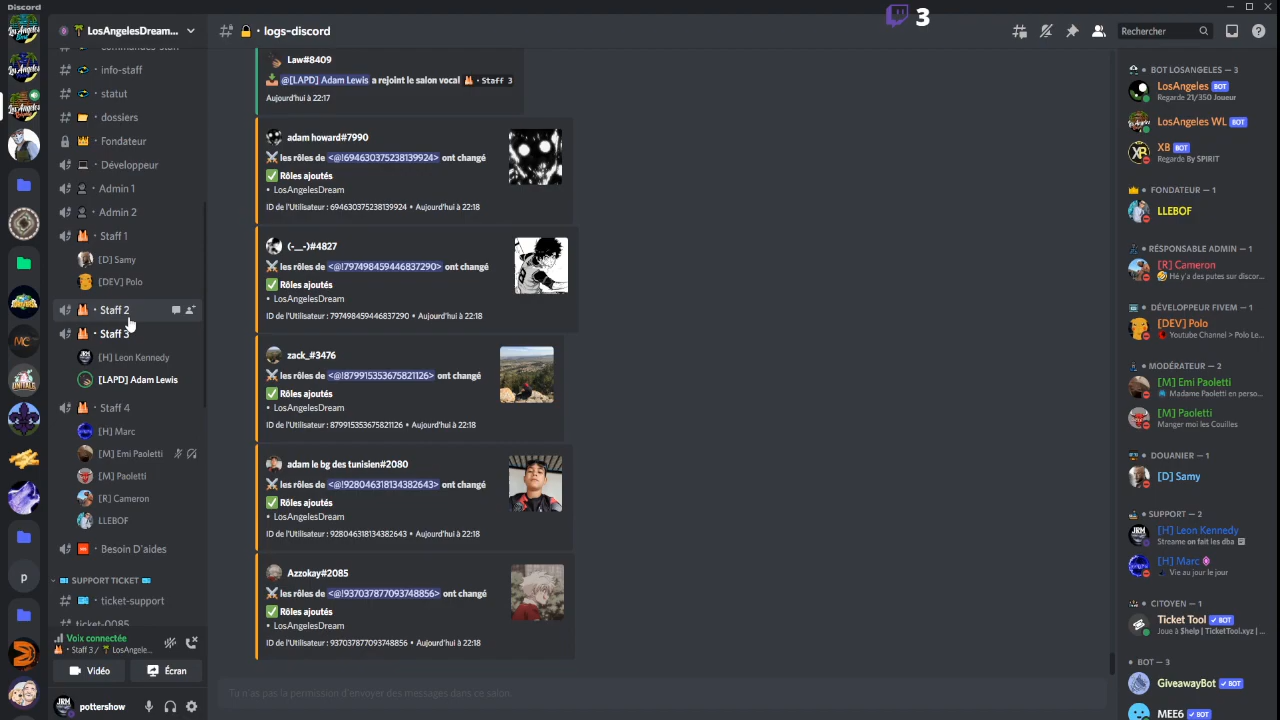 Discord
LosAngelesDream...
logs-discord
3
Rechercher
info-staff
statut
dossiers
Fondateur
Développeur
Admin 1
Admin 2
Staff 1
[D] Samy
[DEV] Polo
Staff 2
Staff 3
[H] Leon Kennedy
[LAPD] Adam Lewis
Staff 4
[H] Marc
[M] Emi Paoletti
[M] Paoletti
[R] Cameron
LLEBOF
Besoin D'aides
SUPPORT TICKET
ticket-support
ticket-0085
Voix connectée
Staff 3 / LosAngele...
Vidéo
Écran
pottershow
Law#8409
@[LAPD] Adam Lewis a rejoint le salon vocal • Staff 3
Aujourd'hui à 22:17
adam howard#7990
les rôles de <@!694630375238139924> ont changé
Rôles ajoutés
• LosAngelesDream
ID de l'Utilisateur : 694630375238139924 • Aujourd'hui à 22:18
(-__-)#4827
les rôles de <@!797498459446837290> ont changé
Rôles ajoutés
• LosAngelesDream
ID de l'Utilisateur : 797498459446837290 • Aujourd'hui à 22:18
zack_#3476
les rôles de <@!879915353675821126> ont changé
Rôles ajoutés
• LosAngelesDream
ID de l'Utilisateur : 879915353675821126 • Aujourd'hui à 22:18
adam le bg des tunisien#2080
les rôles de <@!928046318134382643> ont changé
Rôles ajoutés
• LosAngelesDream
ID de l'Utilisateur : 928046318134382643 • Aujourd'hui à 22:18
Azzokay#2085
les rôles de <@!937037877093748856> ont changé
Rôles ajoutés
• LosAngelesDream
ID de l'Utilisateur : 937037877093748856 • Aujourd'hui à 22:18
Tu n'as pas la permission d'envoyer des messages dans ce salon.
BOT LOSANGELES — 3
LosAngeles BOT
Regarde 21/350 Joueur
LosAngeles WL BOT
XB BOT
Regarde By SPIRIT
FONDATEUR — 1
LLEBOF
RÉSPONSABLE ADMIN — 1
[R] Cameron
Hé y'a des putes sur discor...
DÉVELOPPEUR FIVEM — 1
[DEV] Polo
Youtube Channel > Polo Le...
MODÉRATEUR — 2
[M] Emi Paoletti
Madame Paoletti en perso...
[M] Paoletti
Manger moi les Couilles
DOUANIER — 1
[D] Samy
SUPPORT — 2
[H] Leon Kennedy
Streame on fait les dba
[H] Marc
Vie au jour le jour
CITOYEN — 1
Ticket Tool BOT
Joue à $help | TicketTool.xyz | ...
BOT — 3
GiveawayBot BOT
MEE6 BOT